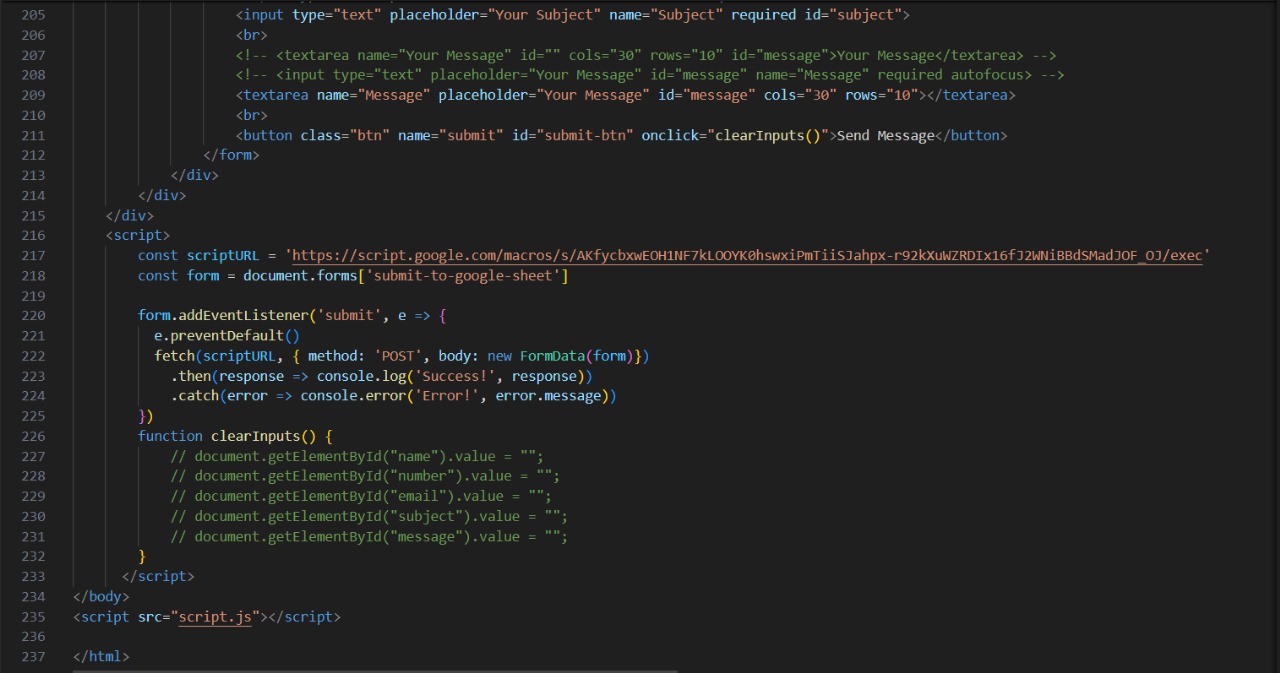 205 <input type="text" placeholder="Your Subject" name="Subject" required id="subject">
206 <br>
207 <!-- <textarea name="Your Message" id="" cols="30" rows="10" id="message">Your Message</textarea> -->
208 <!-- <input type="text" placeholder="Your Message" id="message" name="Message" required autofocus> -->
209 <textarea name="Message" placeholder="Your Message" id="message" cols="30" rows="10"></textarea>
210 <br>
211 <button class="btn" name="submit" id="submit-btn" onclick="clearInputs()">Send Message</button>
212 </form>
213 </div>
214 </div>
215 </div>
216 <script>
217 const scriptURL = 'https://script.google.com/macros/s/AKfycbxwEOH1NF7kLOOYK0hswxiPmTiiSJahpx-r92kXuWZRDIx16fJ2WNiBBdSMadJOF_OJ/exec'
218 const form = document.forms['submit-to-google-sheet']
219
220 form.addEventListener('submit', e => {
221 e.preventDefault()
222 fetch(scriptURL, { method: 'POST', body: new FormData(form)})
223 .then(response => console.log('Success!', response))
224 .catch(error => console.error('Error!', error.message))
225 })
226 function clearInputs() {
227 // document.getElementById("name").value = "";
228 // document.getElementById("number").value = "";
229 // document.getElementById("email").value = "";
230 // document.getElementById("subject").value = "";
231 // document.getElementById("message").value = "";
232 }
233 </script>
234 </body>
235 <script src="script.js"></script>
236
237 </html>